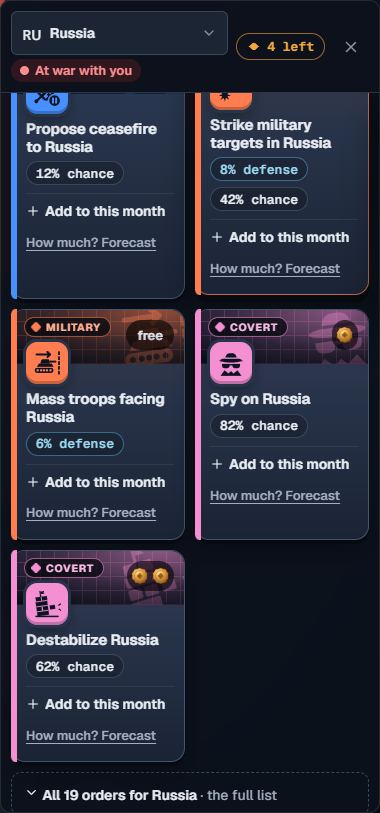 RU Russia
4 left
At war with you
Propose ceasefire
to Russia
12% chance
+ Add to this month
How much? Forecast
Strike military
targets in Russia
8% defense
42% chance
+ Add to this month
How much? Forecast
MILITARY
free
Mass troops facing
Russia
6% defense
+ Add to this month
How much? Forecast
COVERT
Spy on Russia
82% chance
+ Add to this month
How much? Forecast
COVERT
Destabilize Russia
62% chance
+ Add to this month
How much? Forecast
All 19 orders for Russia · the full list